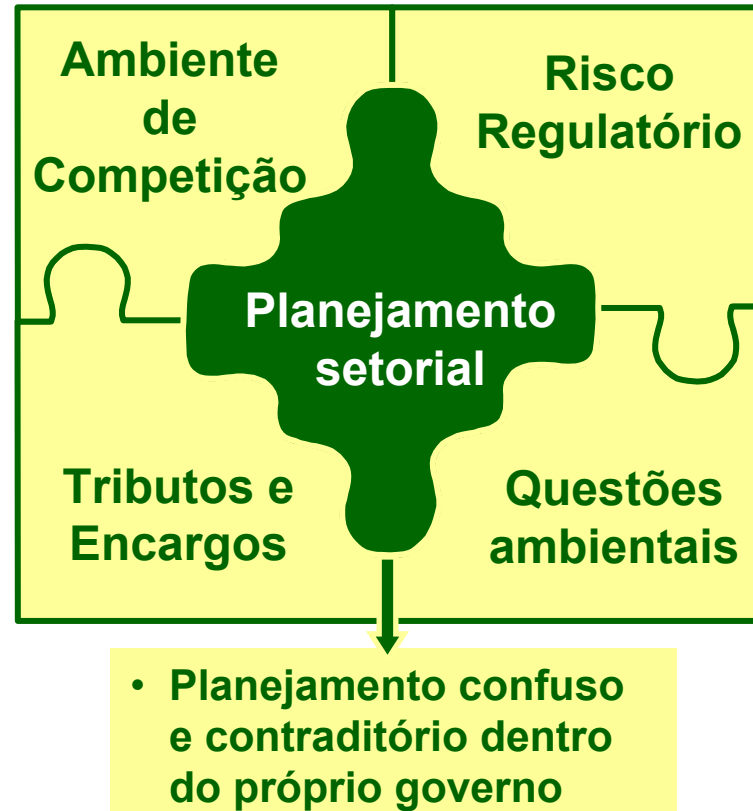 Ambiente
de
Competição
Risco
Regulatório
Planejamento
setorial
Tributos e
Encargos
Questões
ambientais
• Planejamento confuso
e contraditório dentro
do próprio governo